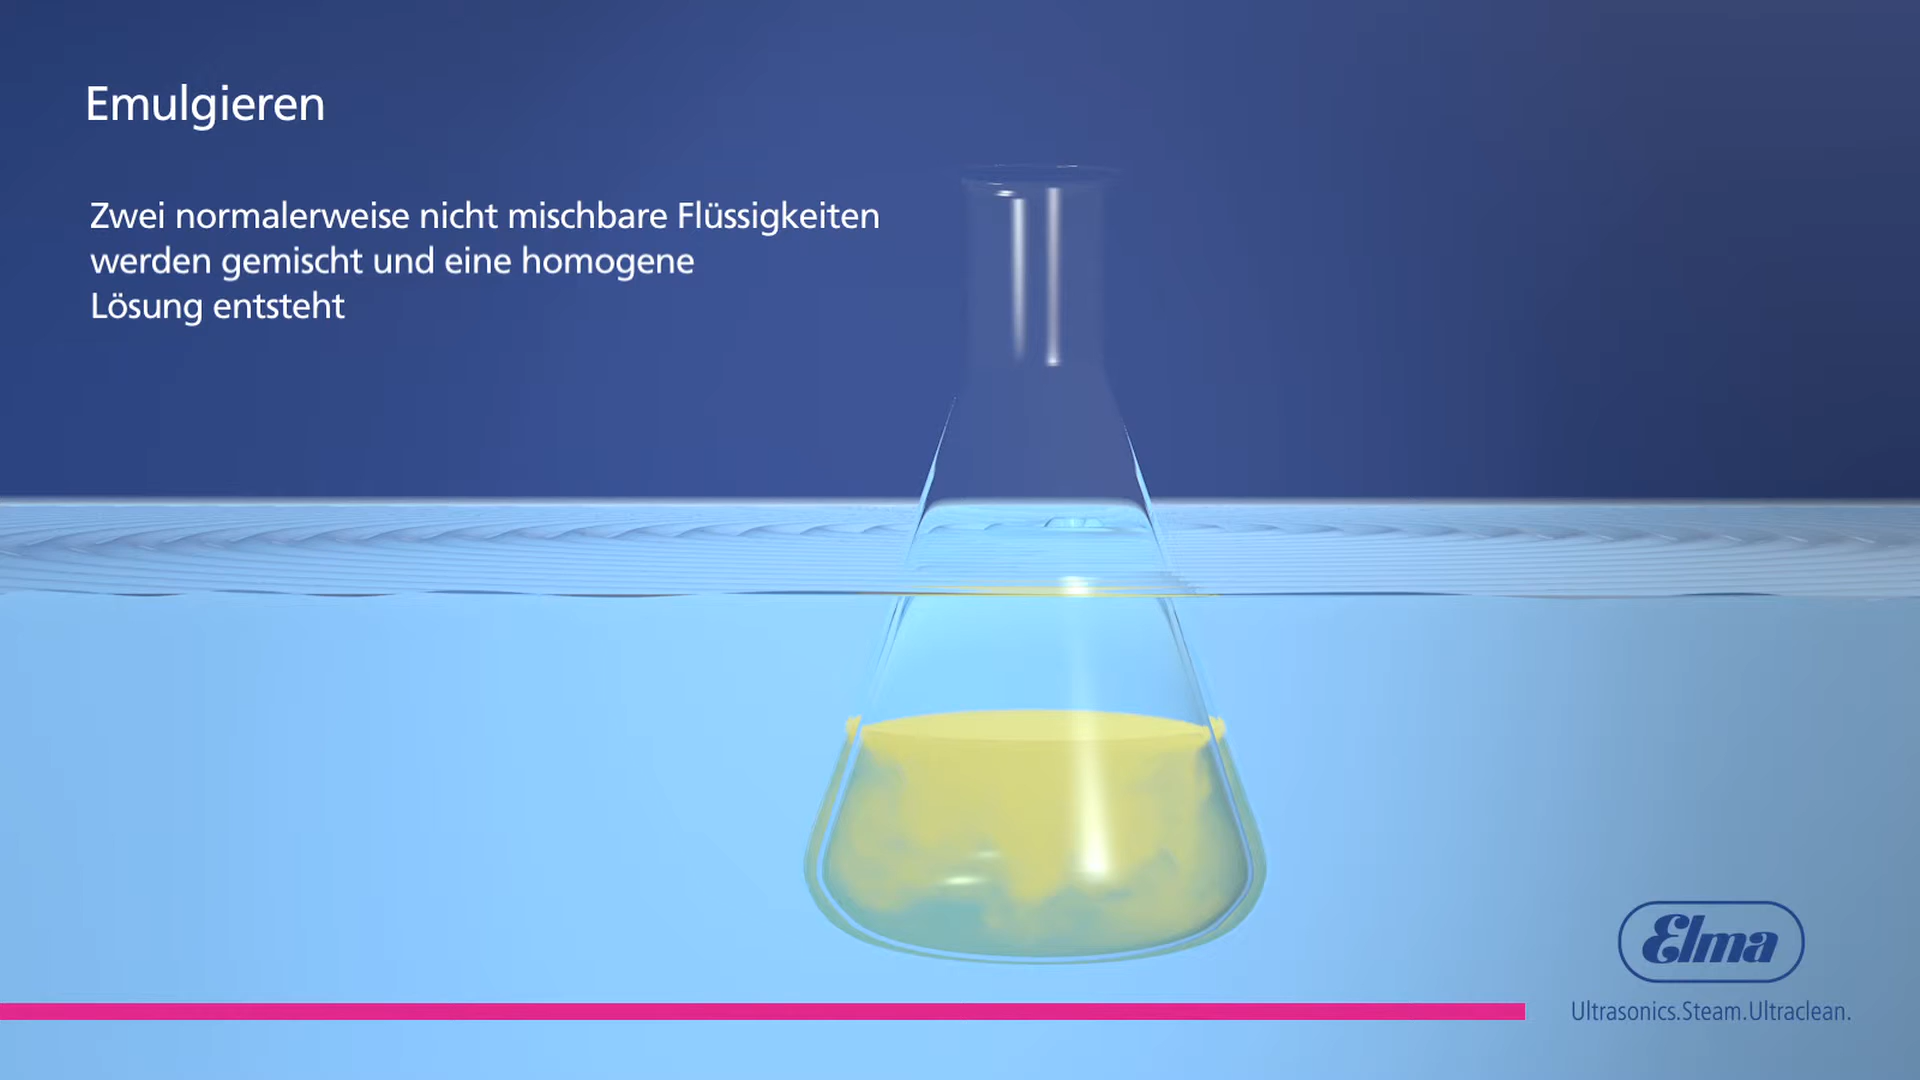 Emulgieren
Zwei normalerweise nicht mischbare Flüssigkeiten
werden gemischt und eine homogene
Lösung entsteht
Elma
Ultrasonics.Steam.Ultraclean.